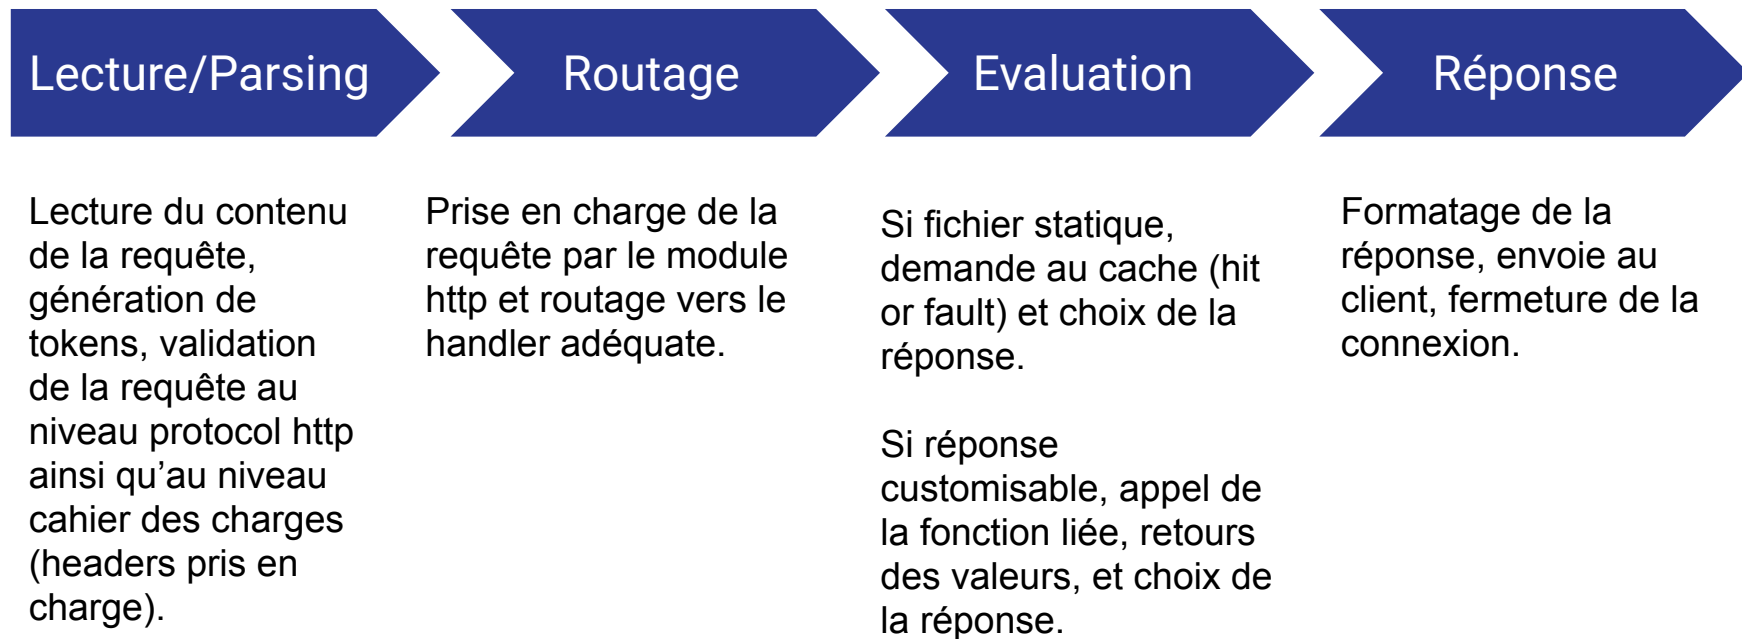 Lecture/Parsing
Routage
Evaluation
Réponse
Lecture du contenu
de la requête,
génération de
tokens, validation
de la requête au
niveau protocol http
ainsi qu’au niveau
cahier des charges
(headers pris en
charge).
Prise en charge de la
requête par le module
http et routage vers le
handler adéquate.
Si fichier statique,
demande au cache (hit
or fault) et choix de la
réponse.
Si réponse
customisable, appel de
la fonction liée, retours
des valeurs, et choix de
la réponse.
Formatage de la
réponse, envoie au
client, fermeture de la
connexion.